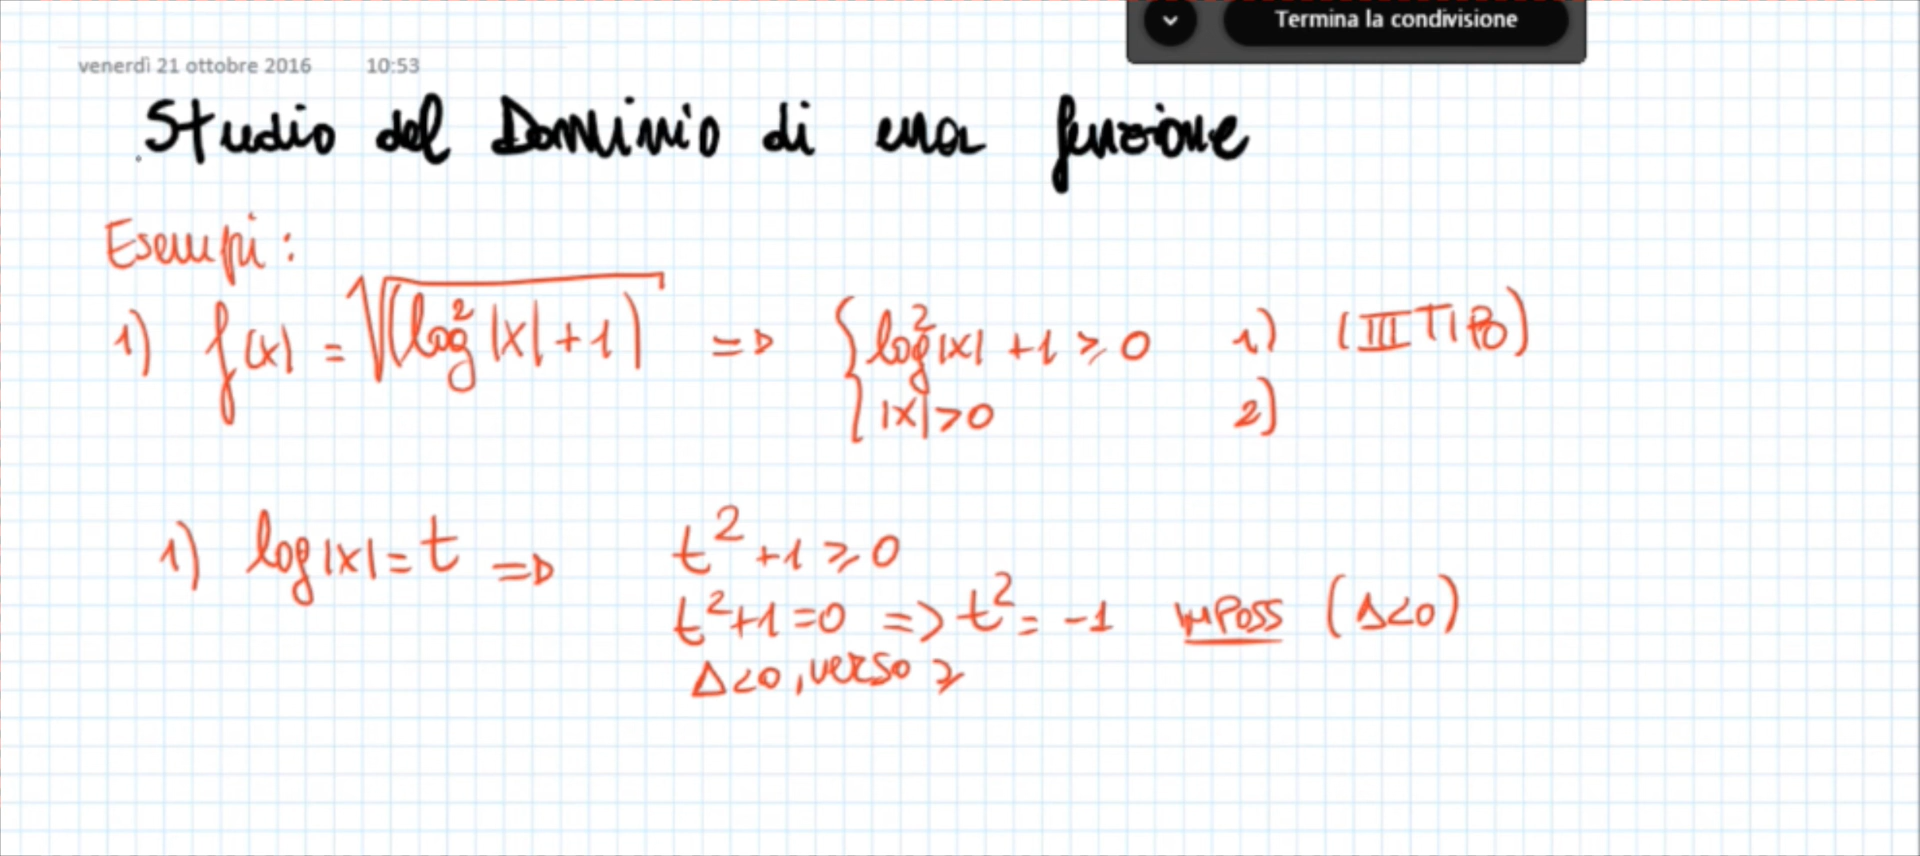 Termina la condivisione
venerdì 21 ottobre 2016 10:53
Studio del Dominio di una funzione
Esempi:
1) f(x) = √(log²|x|+1) => { log²|x| +1 ≥ 0 1) (III TIPO)
|x|>0 2)
1) log|x|=t => t²+1 ≥ 0
t²+1=0 => t²= -1 IMPOSS (Δ<0)
Δ<0, verso ≥